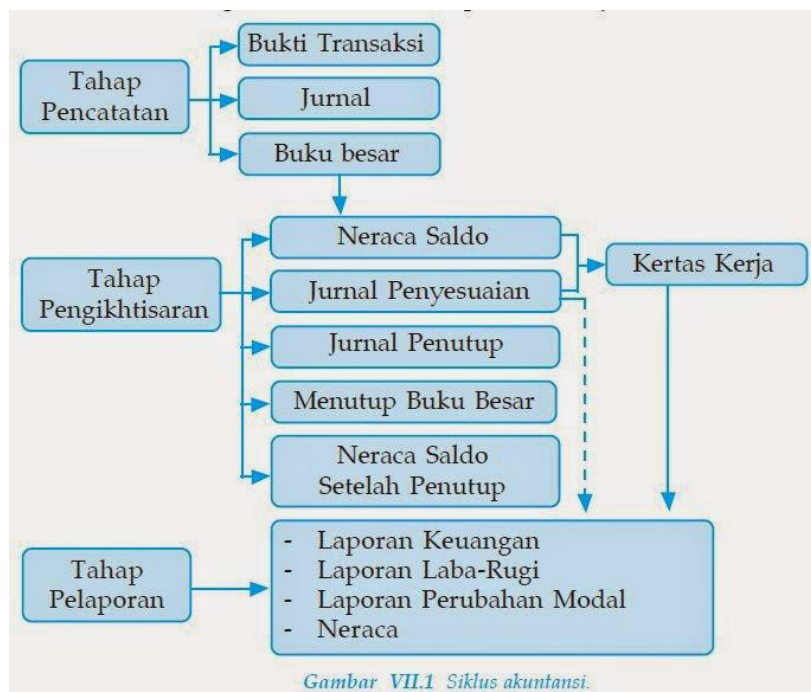 Bukti Transaksi
Tahap
Pencatatan
Jurnal
Buku besar
Neraca Saldo
Kertas Kerja
Tahap
Pengikhtisaran
Jurnal Penyesuaian
Jurnal Penutup
Menutup Buku Besar
Neraca Saldo
Setelah Penutup
Tahap
Pelaporan
- Laporan Keuangan
- Laporan Laba-Rugi
- Laporan Perubahan Modal
- Neraca
Gambar VII.1 Siklus akuntansi.